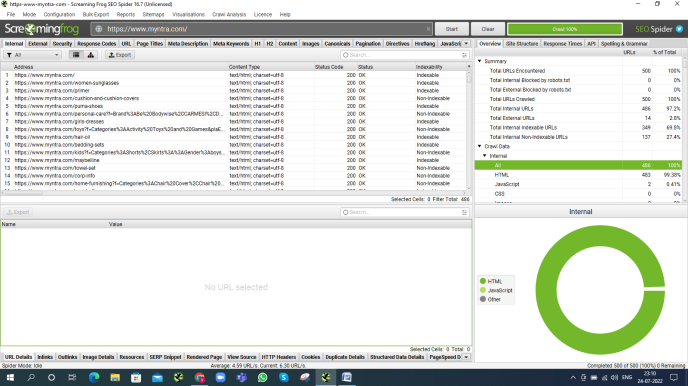 https-www-myntra-com - Screaming Frog SEO Spider 16.7 (Unlicensed)
File View Mode Configuration Bulk Export Reports Sitemaps Visualisations Crawl Analysis Licence Help
Screamingfrog https://www.myntra.com/ Start Clear Crawl 100% SEO Spider
Internal External Security Response Codes URL Page Titles Meta Description Meta Keywords H1 H2 Content Images Canonicals Pagination Directives Hreflang JavaScri
Overview Site Structure Response Times API Spelling & Grammar
All Export Search...
URLs % of Total
Address Content Type Status Code Status Indexability
1 https://www.myntra.com/ text/html; charset=utf-8 200 OK Indexable
2 https://www.myntra.com/women-sunglasses text/html; charset=utf-8 200 OK Indexable
3 https://www.myntra.com/primer text/html; charset=utf-8 200 OK Indexable
4 https://www.myntra.com/cushion-and-cushion-covers text/html; charset=utf-8 200 OK Non-Indexable
5 https://www.myntra.com/puma-shoes text/html; charset=utf-8 200 OK Non-Indexable
6 https://www.myntra.com/personal-care?f=Brand%3ABe%20Bodywise%2CCARMESI%2CD... text/html; charset=utf-8 200 OK Non-Indexable
7 https://www.myntra.com/girls-dresses text/html; charset=utf-8 200 OK Indexable
8 https://www.myntra.com/toys?f=Categories%3AActivity%20Toys%20and%20Games%pla
text/html; charset=utf-8 200 OK Non-Indexable
9 https://www.myntra.com/hair-oil text/html; charset=utf-8 200 OK Indexable
10 https://www.myntra.com/bedding-sets text/html; charset=utf-8 200 OK Indexable
11 https://www.myntra.com/kids?f=Categories%3AShorts%2CSkirts%3A%3AGender%3Aboys text/html; charset=utf-8 200 OK Non-Indexable
12 https://www.myntra.com/maybelline text/html; charset=utf-8 200 OK Indexable
13 https://www.myntra.com/towel-set text/html; charset=utf-8 200 OK Indexable
14 https://www.myntra.com/corp-info text/html; charset=utf-8 200 OK Indexable
15 https://www.myntra.com/home-furnishing?f=Categories%3AChair%20Cover%2CChair%20... text/html; charset=utf-8 200 OK Non-Indexable
Selected Cells: 0 Filter Total: 486
Summary
Total URLs Encountered 500 100%
Total Internal Blocked by robots.txt 0 0%
Total External Blocked by robots.txt 0 0%
Total URLs Crawled 500 100%
Total Internal URLs 486 97.2%
Total External URLs 14 2.8%
Total Internal Indexable URLs 349 69.8%
Total Internal Non-Indexable URLs 137 27.4%
Crawl Data
Internal
All 486 100%
HTML 483 99.38%
JavaScript 2 0.41%
CSS 0 0%
Export Search...
Name Value
No URL selected
Selected Cells: 0 Total: 0
Internal
HTML
JavaScript
Other
URL Details Inlinks Outlinks Image Details Resources SERP Snippet Rendered Page View Source HTTP Headers Cookies Duplicate Details Structured Data Details PageSpeed D
Spider Mode: Idle Average: 4.59 URL/s. Current: 6.30 URL/s. Completed 500 of 500 (100%) 0 Remaining
ENG 23:10
24-07-2022